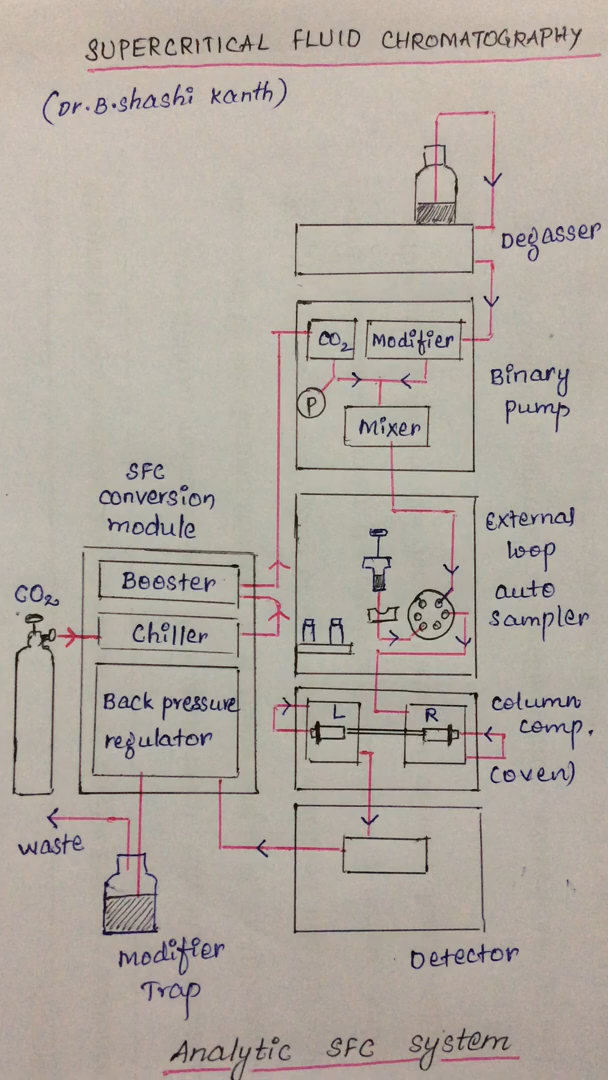 SUPERCRITICAL FLUID CHROMATOGRAPHY
(Dr.B.shashi Kanth)
Degasser
CO2
Modifier
P
Mixer
Binary
pump
SFC
conversion
module
Booster
Chiller
Back pressure
regulator
CO2
External
loop
auto
sampler
L
R
column
comp.
(oven)
waste
Modifier
Trap
Detector
Analytic SFC system